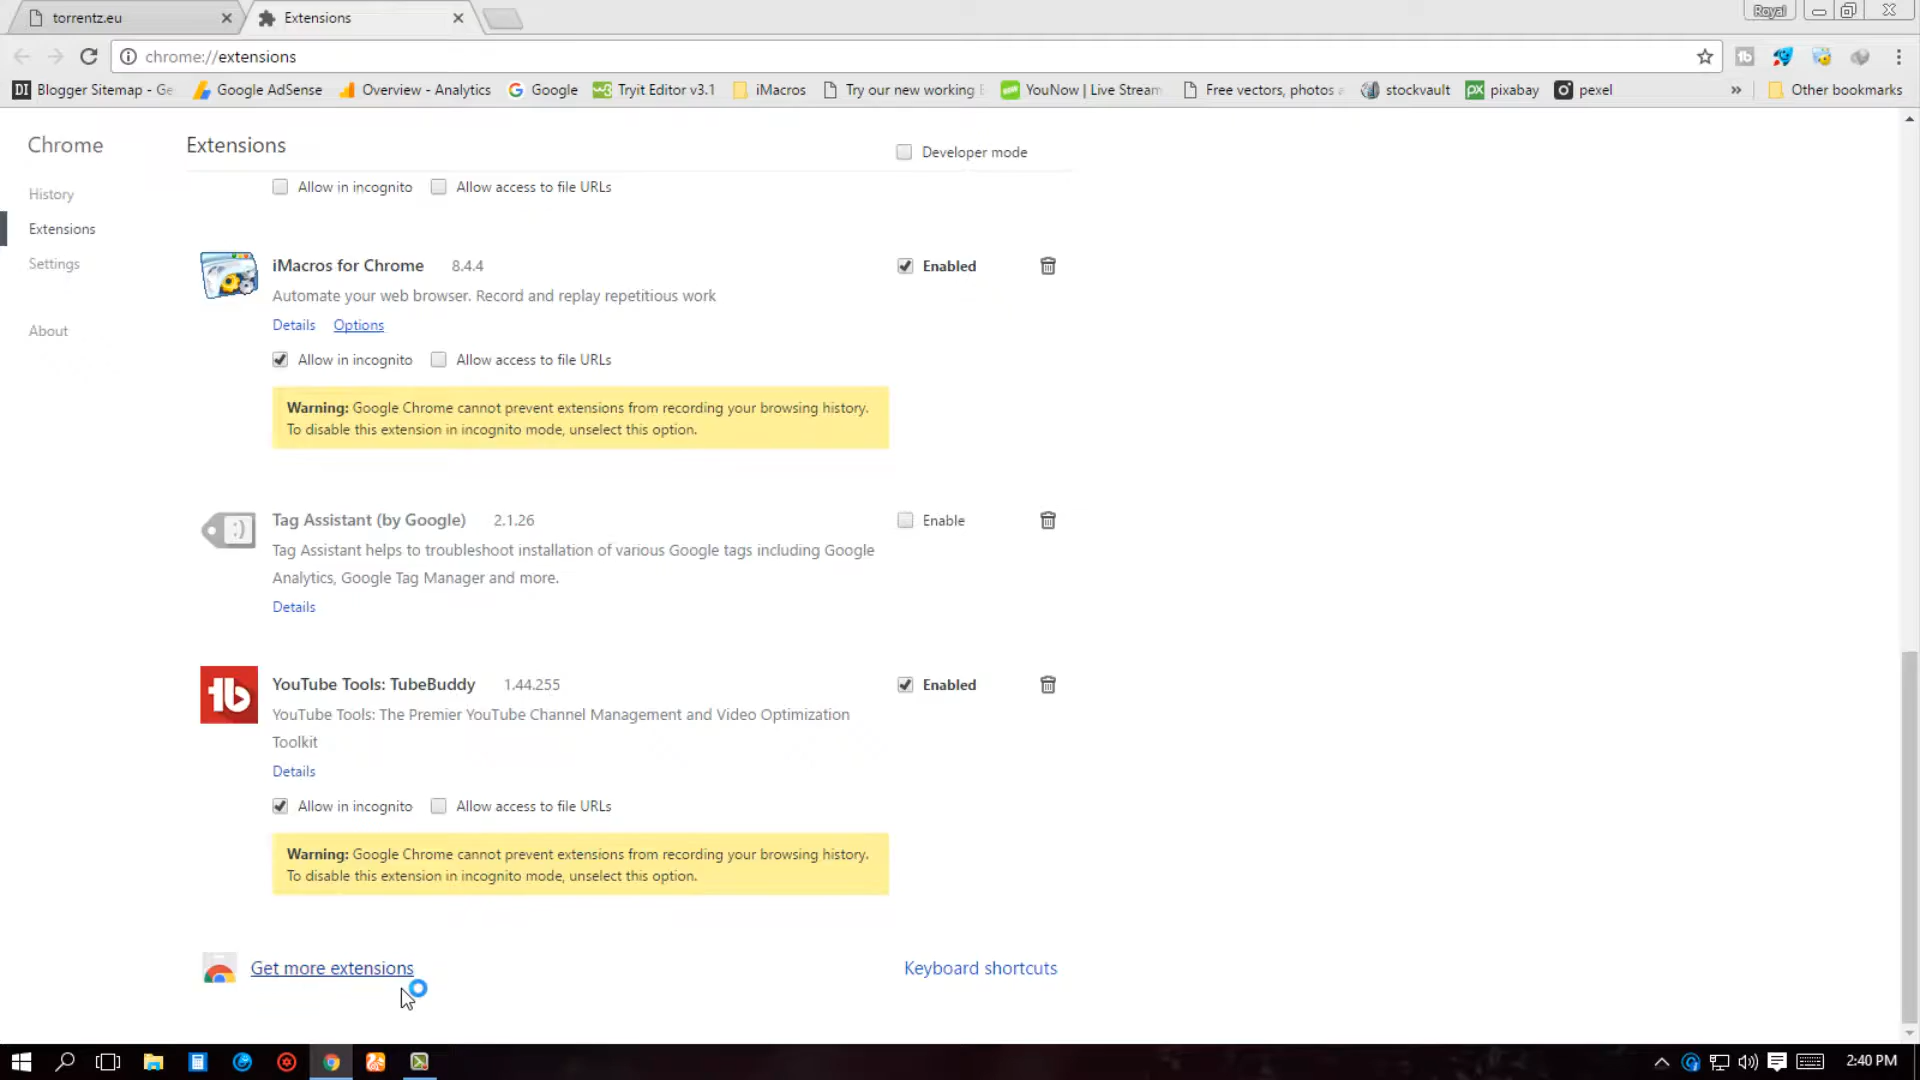 torrentz.eu
Extensions
Royal
chrome://extensions
Blogger Sitemap - Ge
Google AdSense
Overview - Analytics
Google
Tryit Editor v3.1
iMacros
Try our new working
YouNow | Live Stream
Free vectors, photos
stockvault
pixabay
pexel
»
Other bookmarks
Chrome
Extensions
Developer mode
History
Extensions
Settings
About
Allow in incognito
Allow access to file URLs
iMacros for Chrome 8.4.4
Enabled
Automate your web browser. Record and replay repetitious work
Details Options
Allow in incognito
Allow access to file URLs
Warning: Google Chrome cannot prevent extensions from recording your browsing history.
To disable this extension in incognito mode, unselect this option.
Tag Assistant (by Google) 2.1.26
Enable
Tag Assistant helps to troubleshoot installation of various Google tags including Google
Analytics, Google Tag Manager and more.
Details
YouTube Tools: TubeBuddy 1.44.255
Enabled
YouTube Tools: The Premier YouTube Channel Management and Video Optimization
Toolkit
Details
Allow in incognito
Allow access to file URLs
Warning: Google Chrome cannot prevent extensions from recording your browsing history.
To disable this extension in incognito mode, unselect this option.
Get more extensions
Keyboard shortcuts
2:40 PM